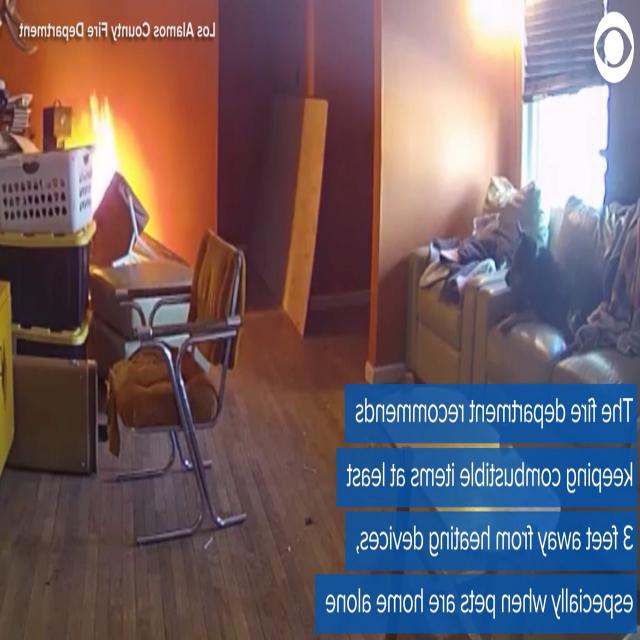 Los Alamos County Fire Department
The fire department recommends
keeping combustible items at least
3 feet away from heating devices,
especially when pets are home alone